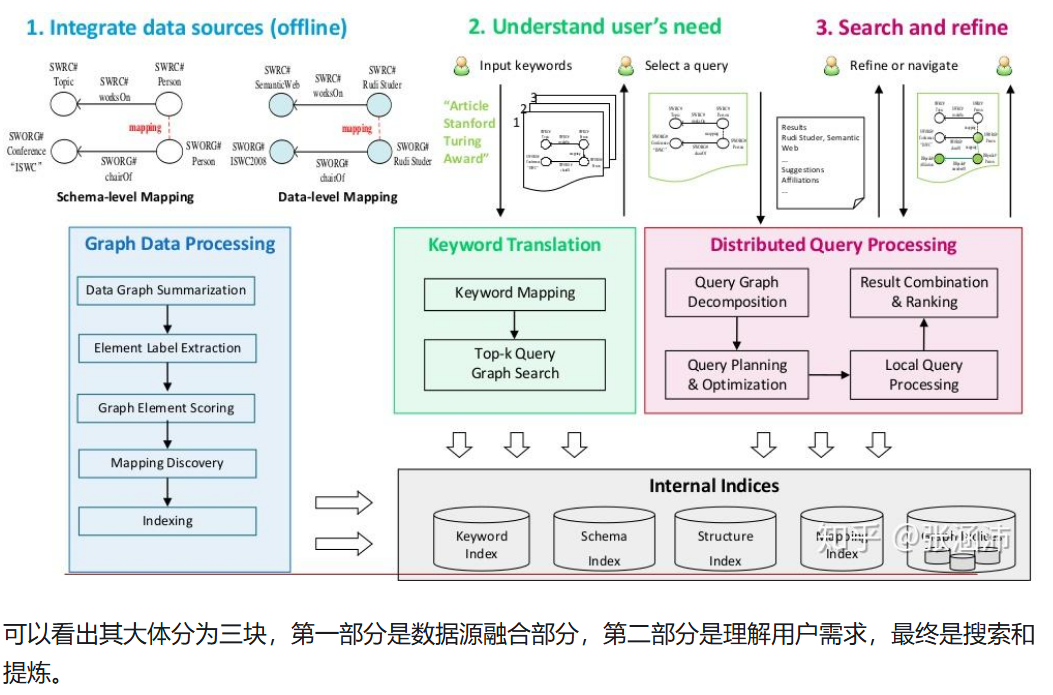 1. Integrate data sources (offline)
2. Understand user's need
3. Search and refine
SWRC#
Topic
SWRC#
worksOn
SWRC#
Person
mapping
SWORG#
Conference
"ISWC"
SWORG#
Person
SWORG#
chairOf
Schema-level Mapping
SWRC#
SemanticWeb
SWRC#
worksOn
SWRC#
Rudi Studer
mapping
SWORG#
ISWC2008
SWORG#
Rudi Studer
SWORG#
chairOf
Data-level Mapping
Input keywords
Select a query
"Article
Stanford
Turing
Award"
3
2
1
Refine or navigate
Results
Rudi Studer, Semantic
Web
...
Suggestions
Affiliations
...
Graph Data Processing
Data Graph Summarization
Element Label Extraction
Graph Element Scoring
Mapping Discovery
Indexing
Keyword Translation
Keyword Mapping
Top-k Query
Graph Search
Distributed Query Processing
Query Graph
Decomposition
Query Planning
& Optimization
Result Combination
& Ranking
Local Query
Processing
Internal Indices
Keyword
Index
Schema
Index
Structure
Index
Mapping
Index
知乎 @张涵沛
可以看出其大体分为三块，第一部分是数据源融合部分，第二部分是理解用户需求，最终是搜索和
提炼。